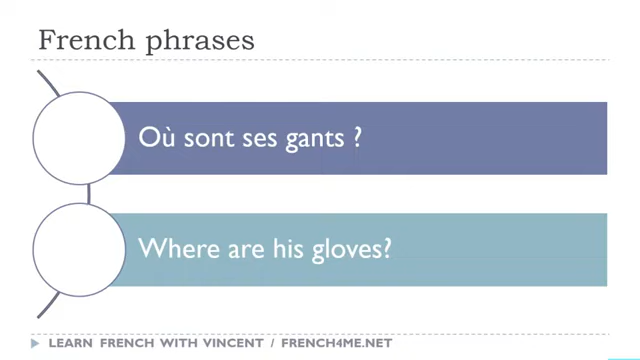 French phrases
Où sont ses gants ?
Where are his gloves?
LEARN FRENCH WITH VINCENT / FRENCH4ME.NET